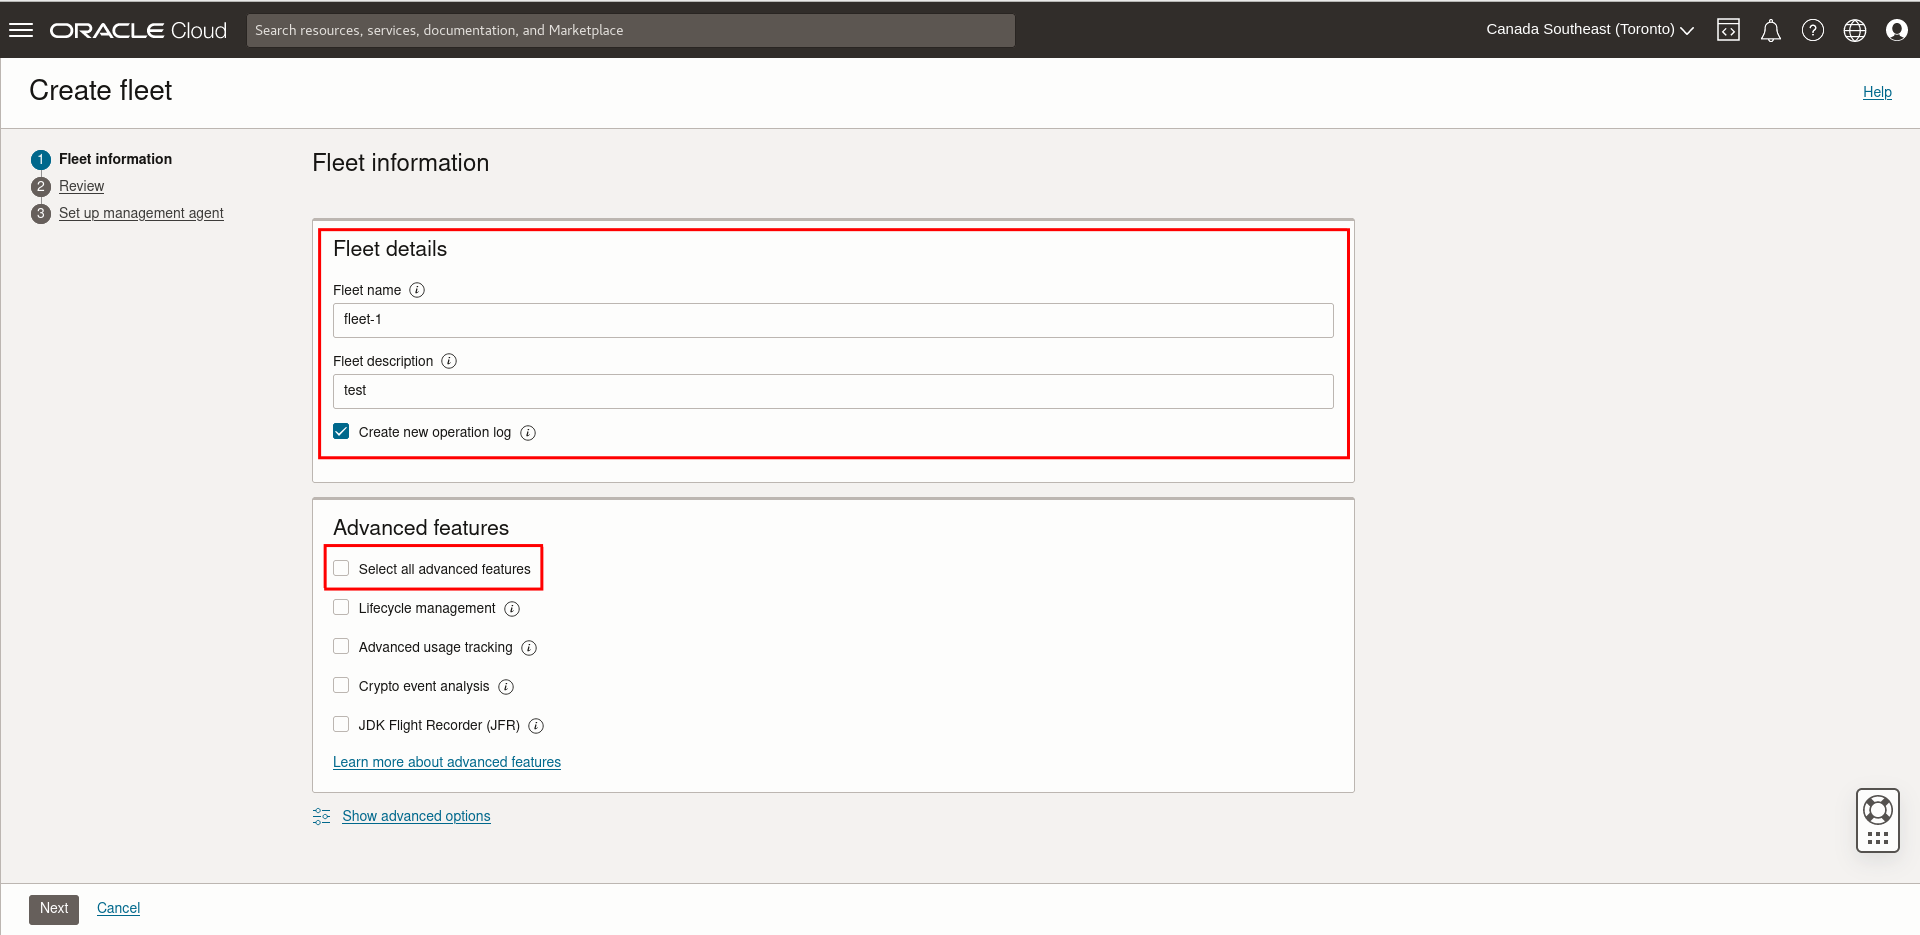 ORACLE Cloud
Search resources, services, documentation, and Marketplace
Canada Southeast (Toronto)
Create fleet
Help
1 Fleet information
2 Review
3 Set up management agent
Fleet information
Fleet details
Fleet name
fleet-1
Fleet description
test
Create new operation log
Advanced features
Select all advanced features
Lifecycle management
Advanced usage tracking
Crypto event analysis
JDK Flight Recorder (JFR)
Learn more about advanced features
Show advanced options
Next Cancel